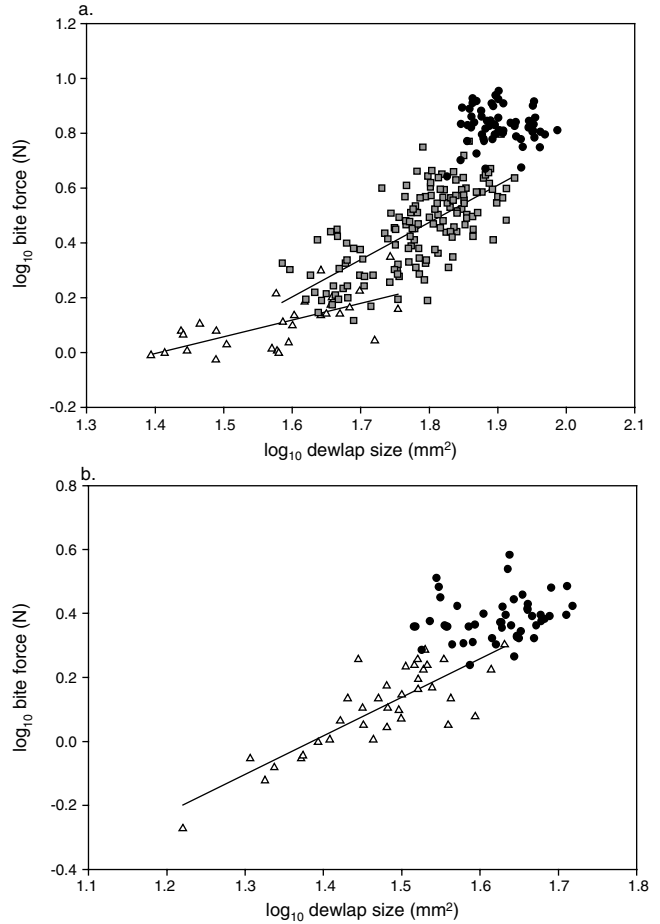 a.
1.2
1.0
0.8
0.6
0.4
0.2
0.0
-0.2
log₁₀ bite force (N)
1.3 1.4 1.5 1.6 1.7 1.8 1.9 2.0 2.1
log₁₀ dewlap size (mm²)
b.
0.8
0.6
0.4
0.2
0.0
-0.2
-0.4
log₁₀ bite force (N)
1.1 1.2 1.3 1.4 1.5 1.6 1.7 1.8
log₁₀ dewlap size (mm²)